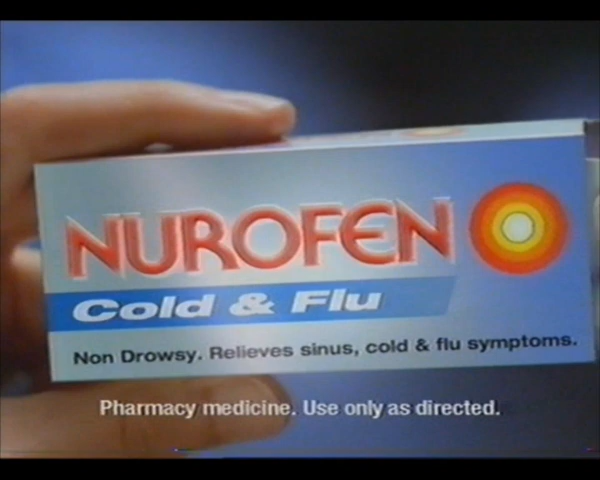 NUROFEN
Cold & Flu
Non Drowsy. Relieves sinus, cold & flu symptoms.
Pharmacy medicine. Use only as directed.